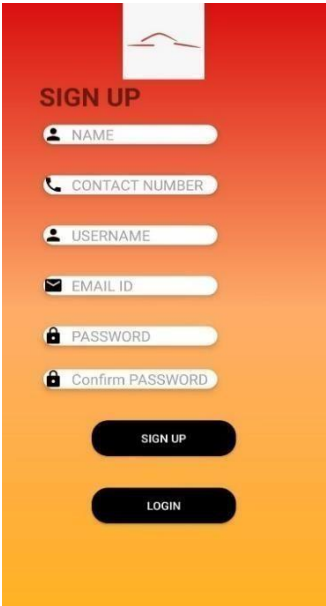 SIGN UP
NAME
CONTACT NUMBER
USERNAME
EMAIL ID
PASSWORD
Confirm PASSWORD
SIGN UP
LOGIN